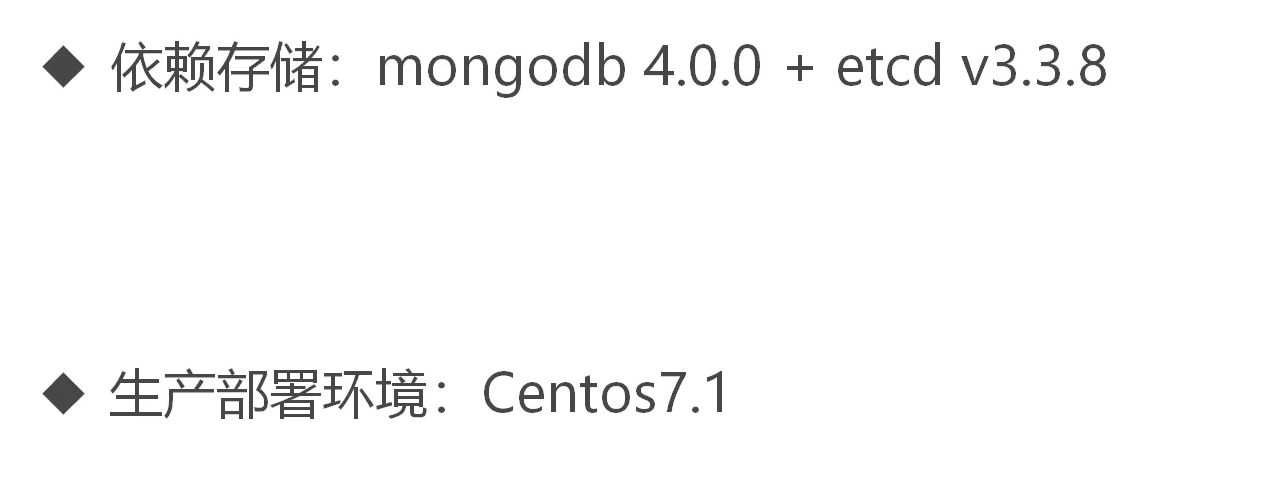 ◆ 依赖存储：mongodb 4.0.0 + etcd v3.3.8
◆ 生产部署环境：Centos7.1